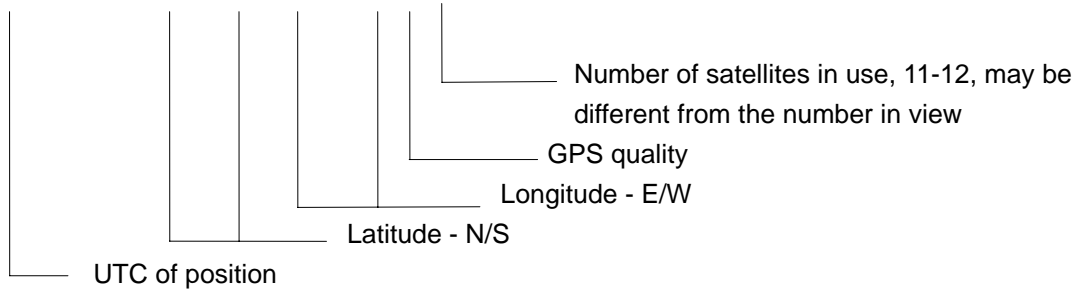 Number of satellites in use, 11-12, may be
different from the number in view
GPS quality
Longitude - E/W
Latitude - N/S
UTC of position